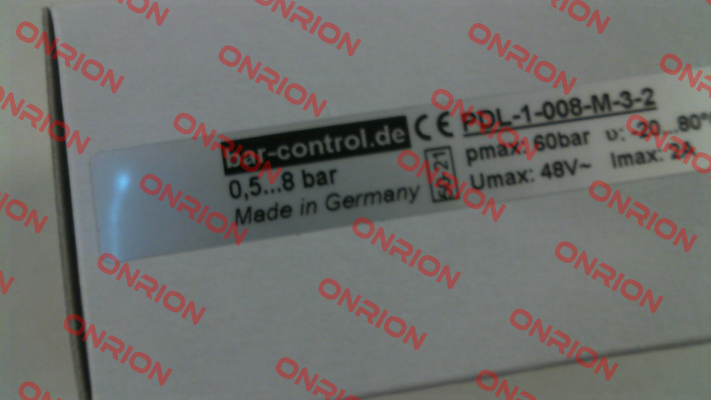 bar-control.de CE PDL-1-008-M-3-2
0,5...8 bar pmax: 60bar υ: -20...80°
Made in Germany Umax: 48V~ Imax: 2A
ONRION